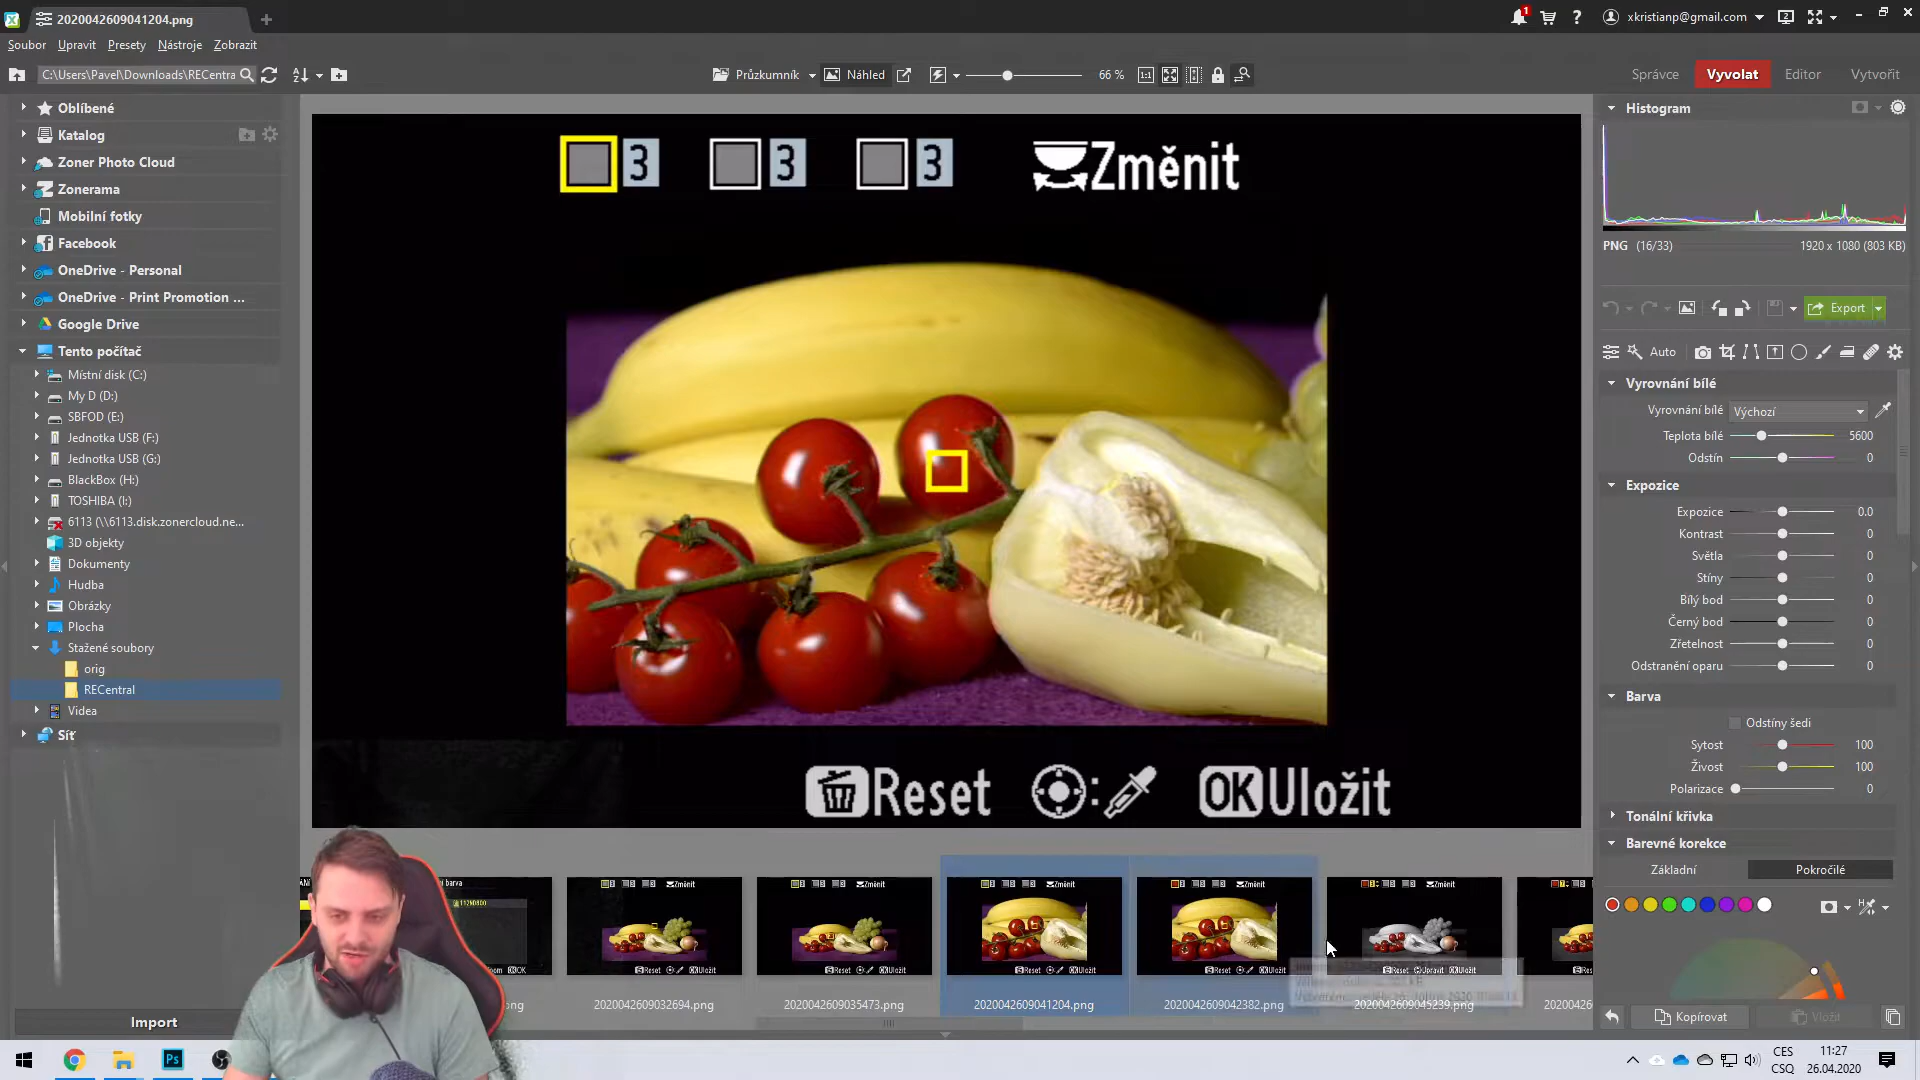 2020042609041204.png
xkristianp@gmail.com
1
2
Soubor Upravit Presety Nástroje Zobrazit
C:\Users\Pavel\Downloads\RECentra
Průzkumník
Náhled
66 %
1:1
Správce
Vyvolat
Editor
Vytvořit
Oblíbené
Katalog
Zoner Photo Cloud
Zonerama
Mobilní fotky
Facebook
OneDrive - Personal
OneDrive - Print Promotion ...
Google Drive
Tento počítač
Místní disk (C:)
My D (D:)
SBFOD (E:)
Jednotka USB (F:)
Jednotka USB (G:)
BlackBox (H:)
TOSHIBA (I:)
6113 (\\6113.disk.zonercloud.ne...
3D objekty
Dokumenty
Hudba
Obrázky
Plocha
Stažené soubory
orig
RECentral
Videa
Síť
Import
3 3 3 Změnit
Reset : OK Uložit
2020042609032694.png
2020042609035473.png
2020042609041204.png
2020042609042382.png
2020042609045239.png
Histogram
PNG (16/33) 1920 x 1080 (803 KB)
Export
Auto
Vyrovnání bílé
Vyrovnání bílé Výchozí
Teplota bílé 5600
Odstín 0
Expozice
Expozice 0.0
Kontrast 0
Světla 0
Stíny 0
Bílý bod 0
Černý bod 0
Zřetelnost 0
Odstranění oparu 0
Barva
Odstíny šedi
Sytost 100
Živost 100
Polarizace 0
Tonální křivka
Barevné korekce
Základní Pokročilé
Kopírovat
Vložit
Ps
CES
CSQ
11:27
26.04.2020